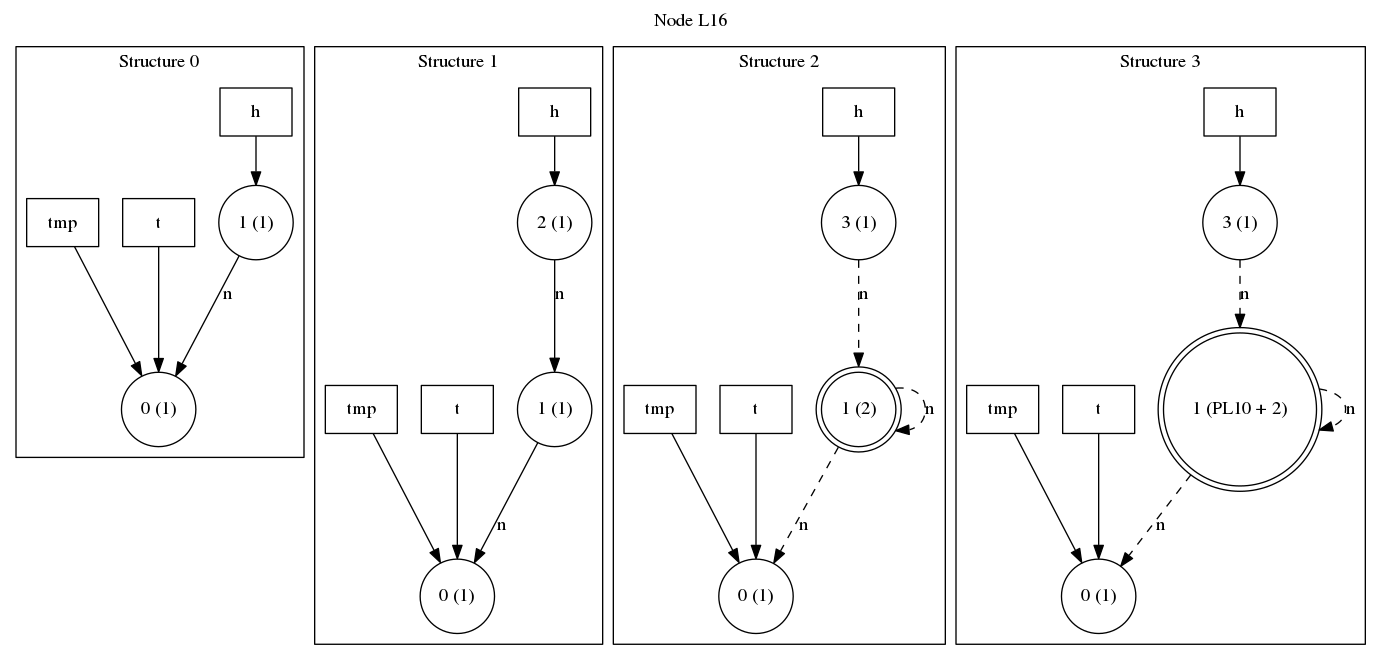 Node L16
Structure 0
h
tmp
t
1 (1)
n
0 (1)
Structure 1
h
2 (1)
n
tmp
t
1 (1)
n
0 (1)
Structure 2
h
3 (1)
n
tmp
t
1 (2)
n
n
0 (1)
Structure 3
h
3 (1)
n
tmp
t
1 (PL10 + 2)
n
n
0 (1)